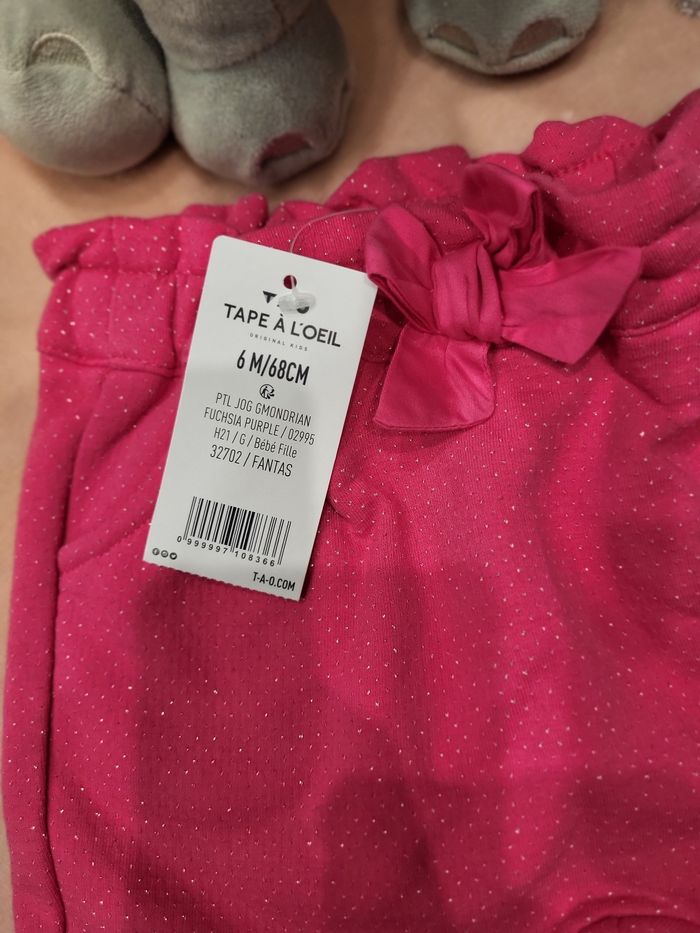 TAO
TAPE À L'OEIL
ORIGINAL KIDS
6 M/68CM
PTL JOG GMONDRIAN
FUCHSIA PURPLE / 02995
H21 / G / Bébé Fille
32702 / FANTAS
0 999997 108366
T-A-O.COM